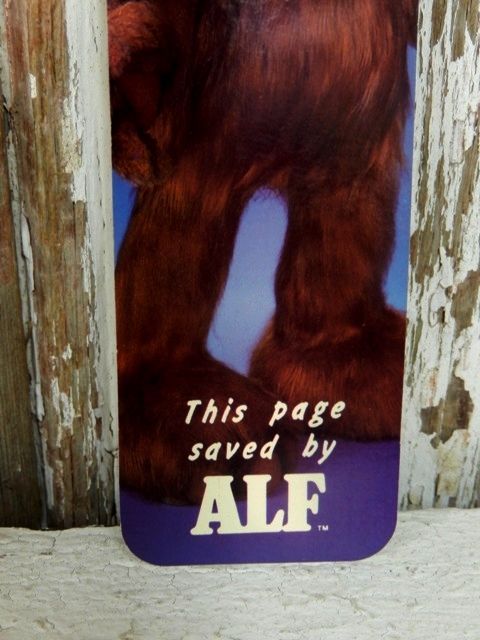 This page
saved by
ALF™